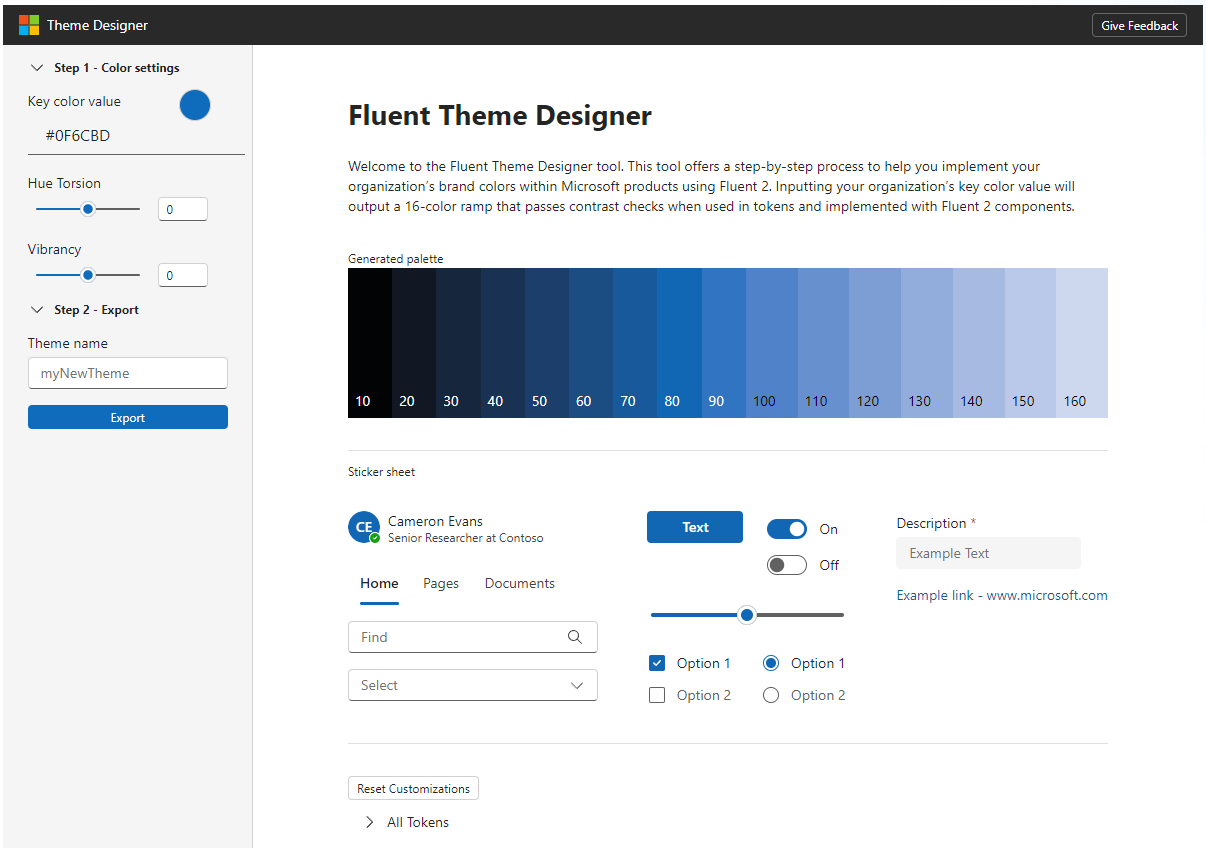 Theme Designer
Give Feedback
Step 1 - Color settings
Key color value
#0F6CBD
Hue Torsion
0
Vibrancy
0
Step 2 - Export
Theme name
myNewTheme
Export
Fluent Theme Designer
Welcome to the Fluent Theme Designer tool. This tool offers a step-by-step process to help you implement your
organization’s brand colors within Microsoft products using Fluent 2. Inputting your organization’s key color value will
output a 16-color ramp that passes contrast checks when used in tokens and implemented with Fluent 2 components.
Generated palette
10 20 30 40 50 60 70 80 90 100 110 120 130 140 150 160
Sticker sheet
CE
Cameron Evans
Senior Researcher at Contoso
Home Pages Documents
Find
Select
Text
On
Off
Option 1 Option 1
Option 2 Option 2
Description *
Example Text
Example link - www.microsoft.com
Reset Customizations
All Tokens